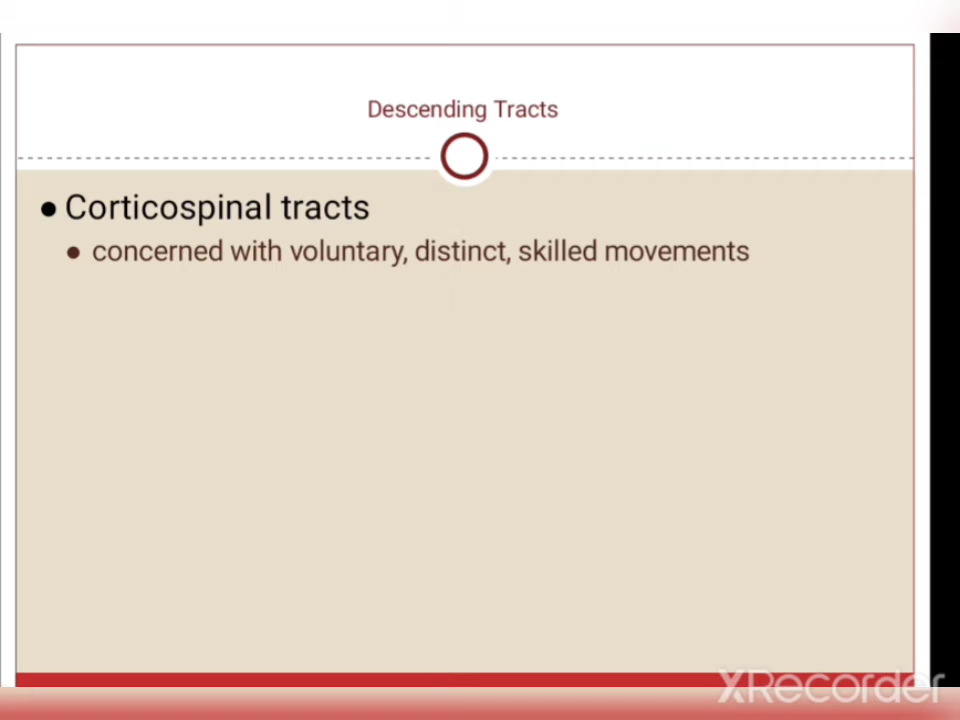 Descending Tracts
● Corticospinal tracts
● concerned with voluntary, distinct, skilled movements
XRecorder